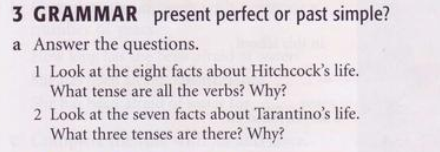 3 GRAMMAR present perfect or past simple?
a Answer the questions.
1 Look at the eight facts about Hitchcock's life.
What tense are all the verbs? Why?
2 Look at the seven facts about Tarantino's life.
What three tenses are there? Why?